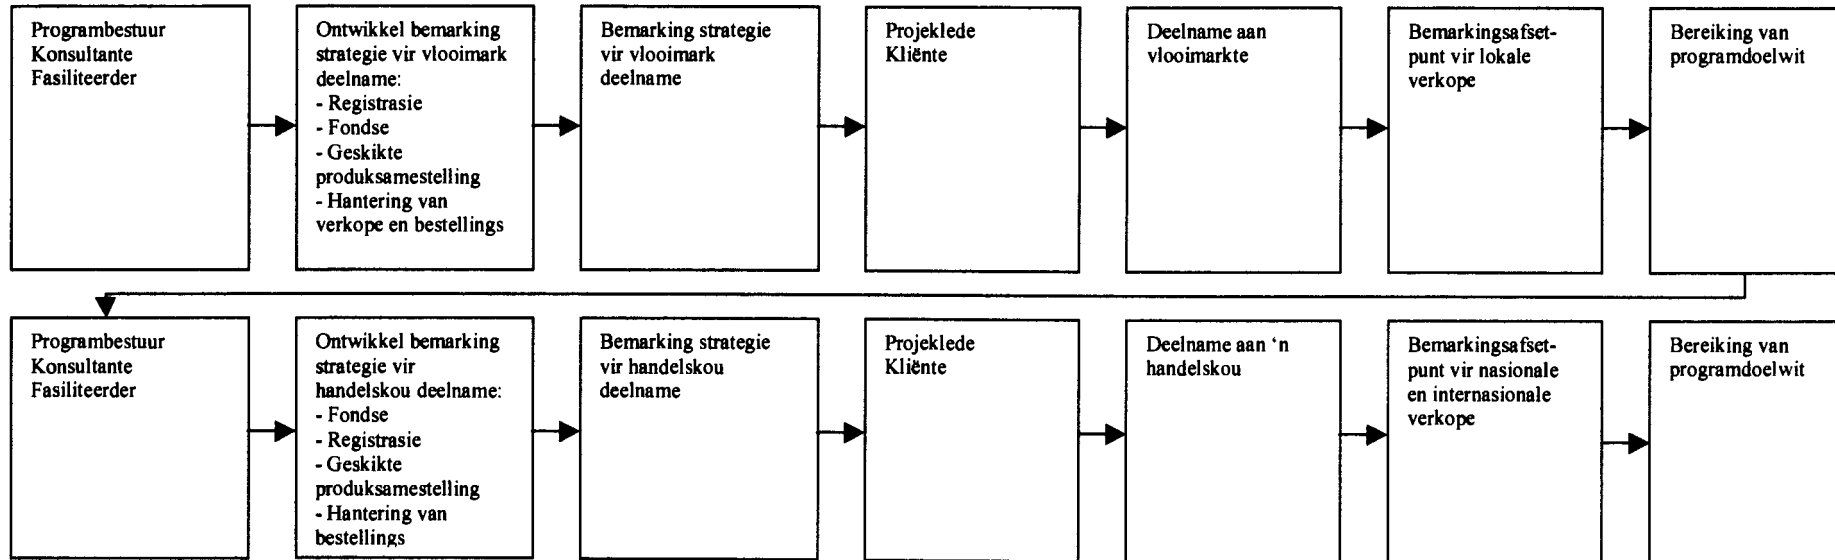 Programbestuur
Konsultante
Fasiliteerder
Ontwikkel bemarking
strategie vir vlooimark
deelname:
- Registrasie
- Fondse
- Geskikte
produksamestelling
- Hantering van
verkope en bestellings
Bemarking strategie
vir vlooimark
deelname
Projeklede
Kliënte
Deelname aan
vlooimarkte
Bemarkingsafset-
punt vir lokale
verkope
Bereiking van
programdoelwit
Programbestuur
Konsultante
Fasiliteerder
Ontwikkel bemarking
strategie vir
handelskou deelname:
- Fondse
- Registrasie
- Geskikte
produksamestelling
- Hantering van
bestellings
Bemarking strategie
vir handelskou
deelname
Projeklede
Kliënte
Deelname aan ‘n
handelskou
Bemarkingsafset-
punt vir nasionale
en internasionale
verkope
Bereiking van
programdoelwit